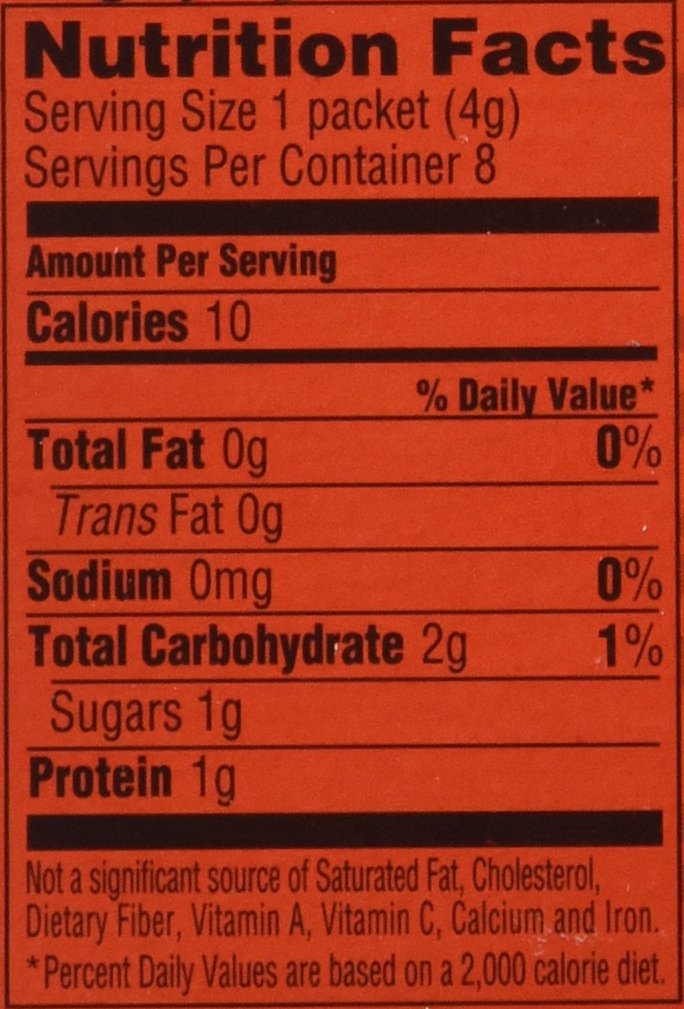 Nutrition Facts
Serving Size 1 packet (4g)
Servings Per Container 8
Amount Per Serving
Calories 10
% Daily Value*
Total Fat 0g 0%
Trans Fat 0g
Sodium 0mg 0%
Total Carbohydrate 2g 1%
Sugars 1g
Protein 1g
Not a significant source of Saturated Fat, Cholesterol,
Dietary Fiber, Vitamin A, Vitamin C, Calcium and Iron.
*Percent Daily Values are based on a 2,000 calorie diet.